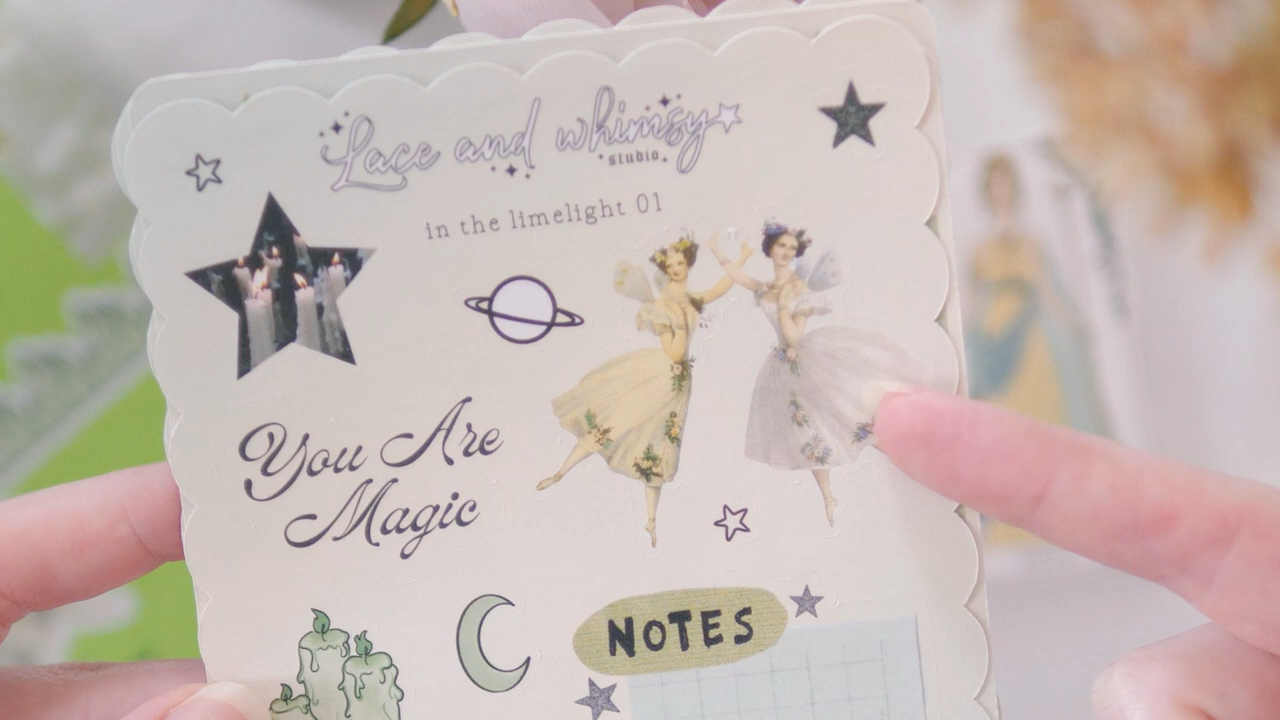 Lace and whimsy
studio
in the limelight 01
You Are
Magic
NOTES